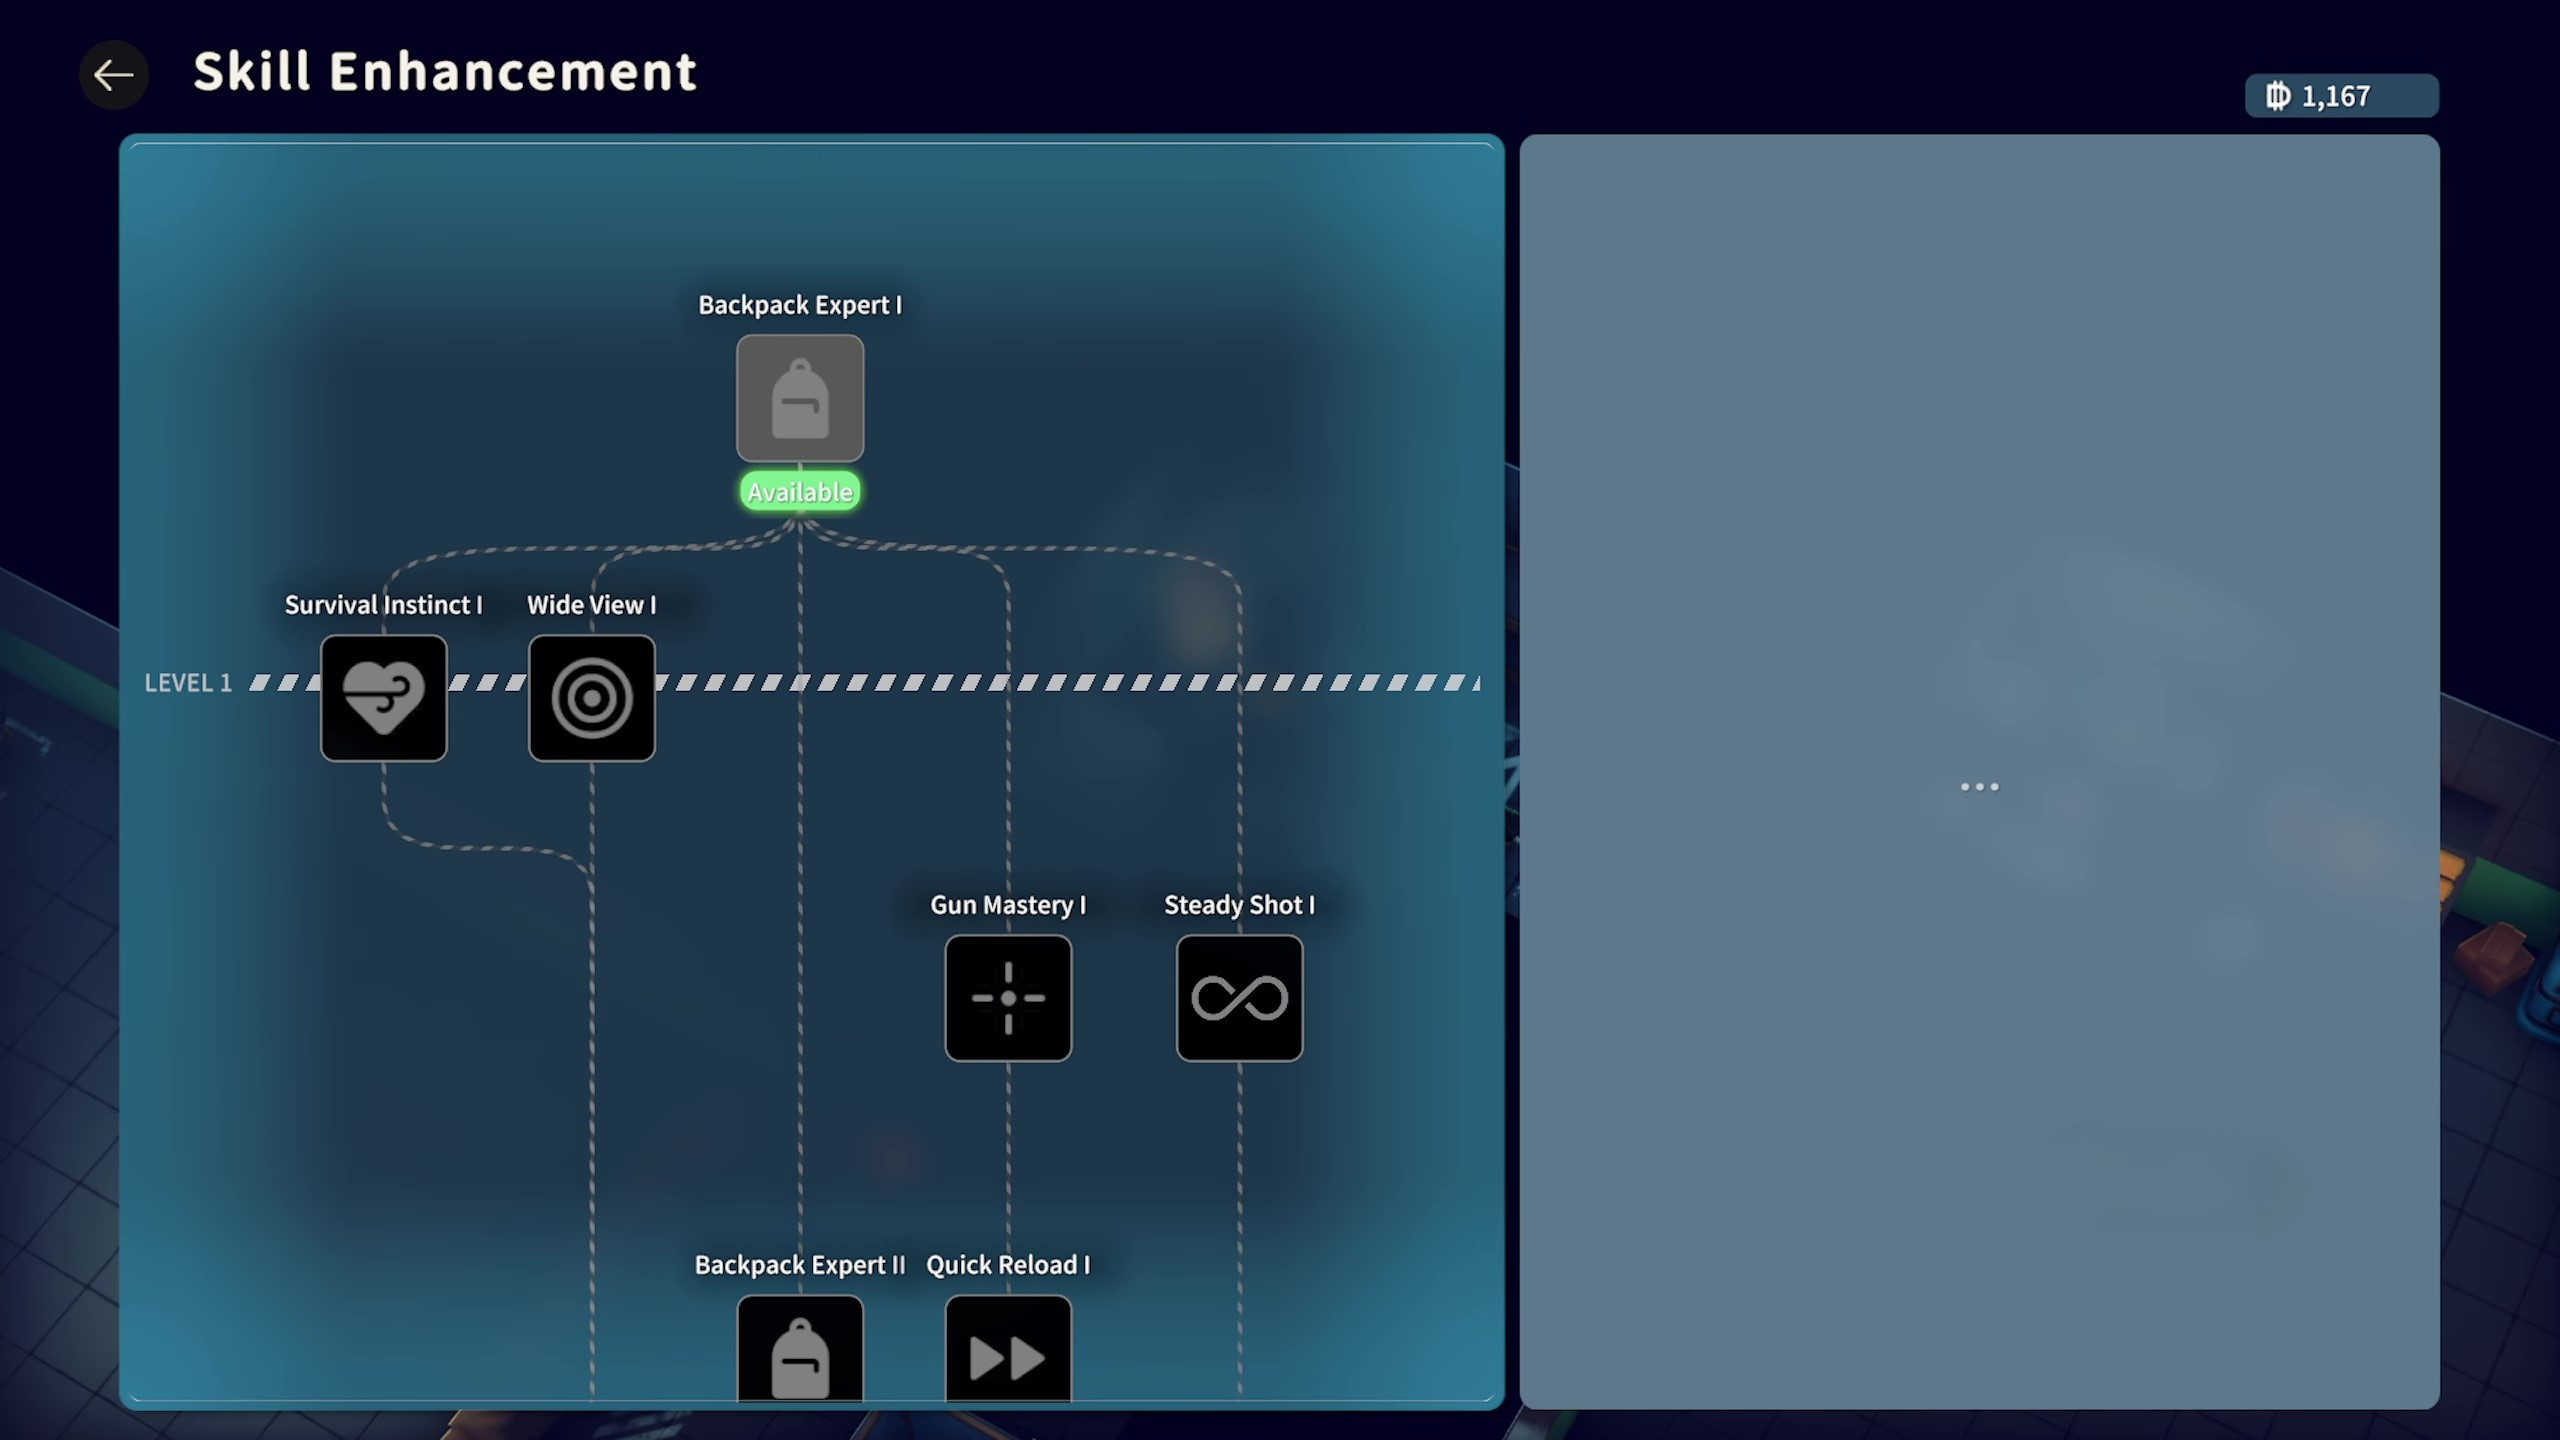 Skill Enhancement
1,167
Backpack Expert I
Available
Survival Instinct I
Wide View I
LEVEL 1
Gun Mastery I
Steady Shot I
Backpack Expert II
Quick Reload I
...